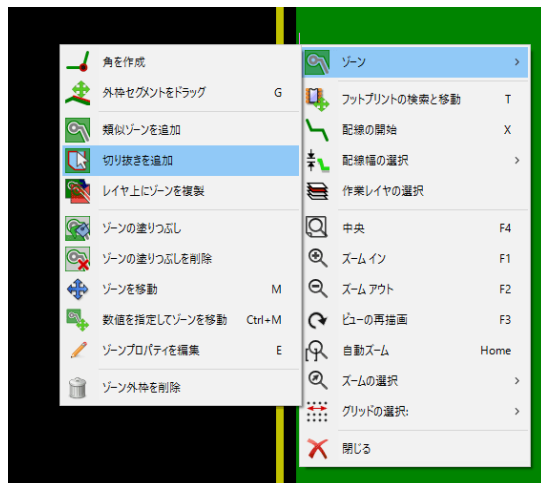 角を作成
外枠セグメントをドラッグ G
類似ゾーンを追加
切り抜きを追加
レイヤ上にゾーンを複製
ゾーンの塗りつぶし
ゾーンの塗りつぶしを削除
ゾーンを移動 M
数値を指定してゾーンを移動 Ctrl+M
ゾーンプロパティを編集 E
ゾーン外枠を削除
ゾーン >
フットプリントの検索と移動 T
配線の開始 X
配線幅の選択 >
作業レイヤの選択
中央 F4
ズーム イン F1
ズーム アウト F2
ビューの再描画 F3
自動ズーム Home
ズームの選択 >
グリッドの選択: >
閉じる